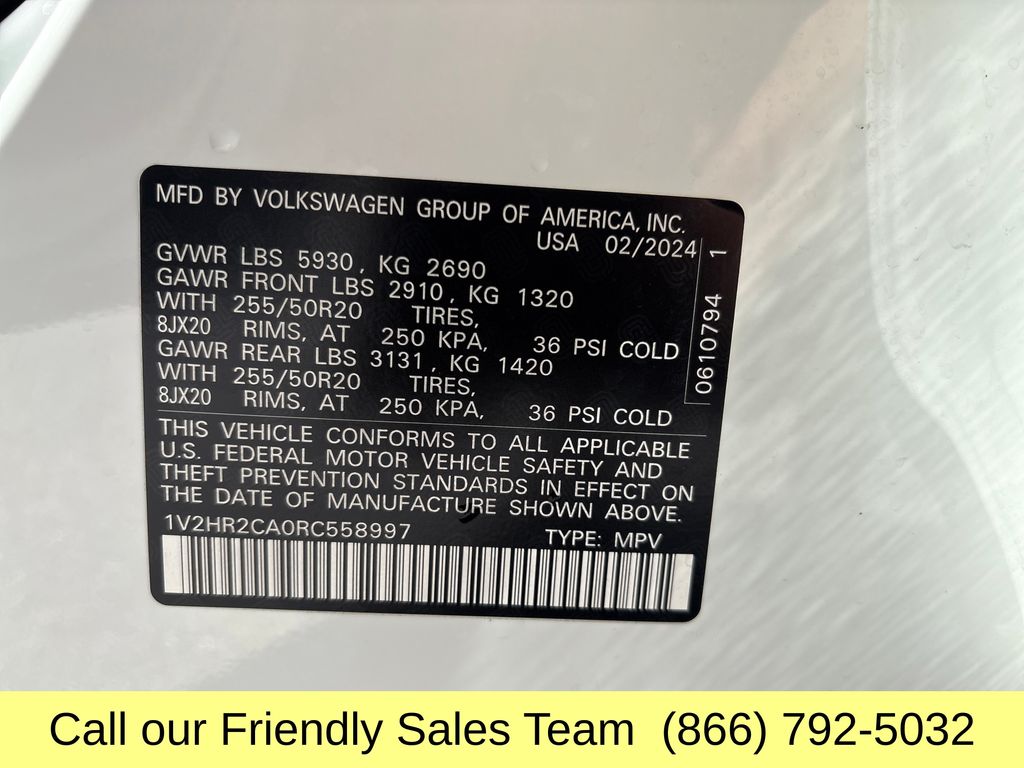 MFD BY VOLKSWAGEN GROUP OF AMERICA, INC.
USA 02/2024
GVWR LBS 5930, KG 2690
GAWR FRONT LBS 2910, KG 1320
WITH 255/50R20 TIRES,
8JX20 RIMS, AT 250 KPA, 36 PSI COLD
GAWR REAR LBS 3131, KG 1420
WITH 255/50R20 TIRES,
8JX20 RIMS, AT 250 KPA, 36 PSI COLD
0610794 1
THIS VEHICLE CONFORMS TO ALL APPLICABLE
U.S. FEDERAL MOTOR VEHICLE SAFETY AND
THEFT PREVENTION STANDARDS IN EFFECT ON
THE DATE OF MANUFACTURE SHOWN ABOVE.
1V2HR2CA0RC558997 TYPE: MPV
Call our Friendly Sales Team (866) 792-5032